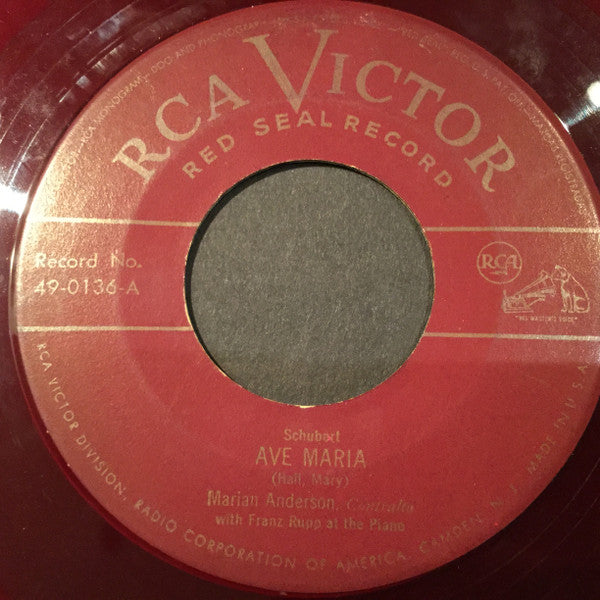 RCA VICTOR
RED SEAL RECORD
Record No.
49-0136-A
RCA
"HIS MASTER'S VOICE"
Schubert
AVE MARIA
(Hail, Mary)
Marian Anderson, Contralto
with Franz Rupp at the Piano
RCA VICTOR DIVISION, RADIO CORPORATION OF AMERICA, CAMDEN, N. J. MADE IN U.S.A.